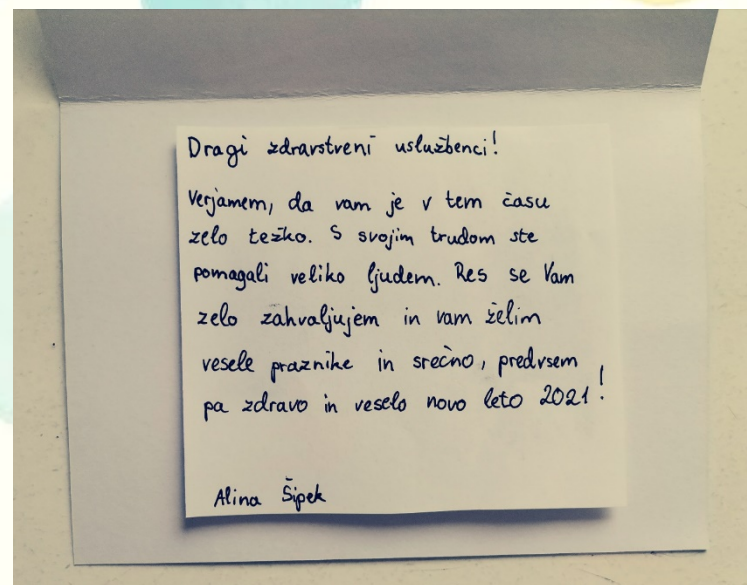 Dragi zdravstveni uslužbenci!
Verjamem, da vam je v tem času
zelo težko. S svojim trudom ste
pomagali veliko ljudem. Res se Vam
zelo zahvaljujem in vam želim
vesele praznike in srečno, predvsem
pa zdravo in veselo novo leto 2021!
Alina Šipek